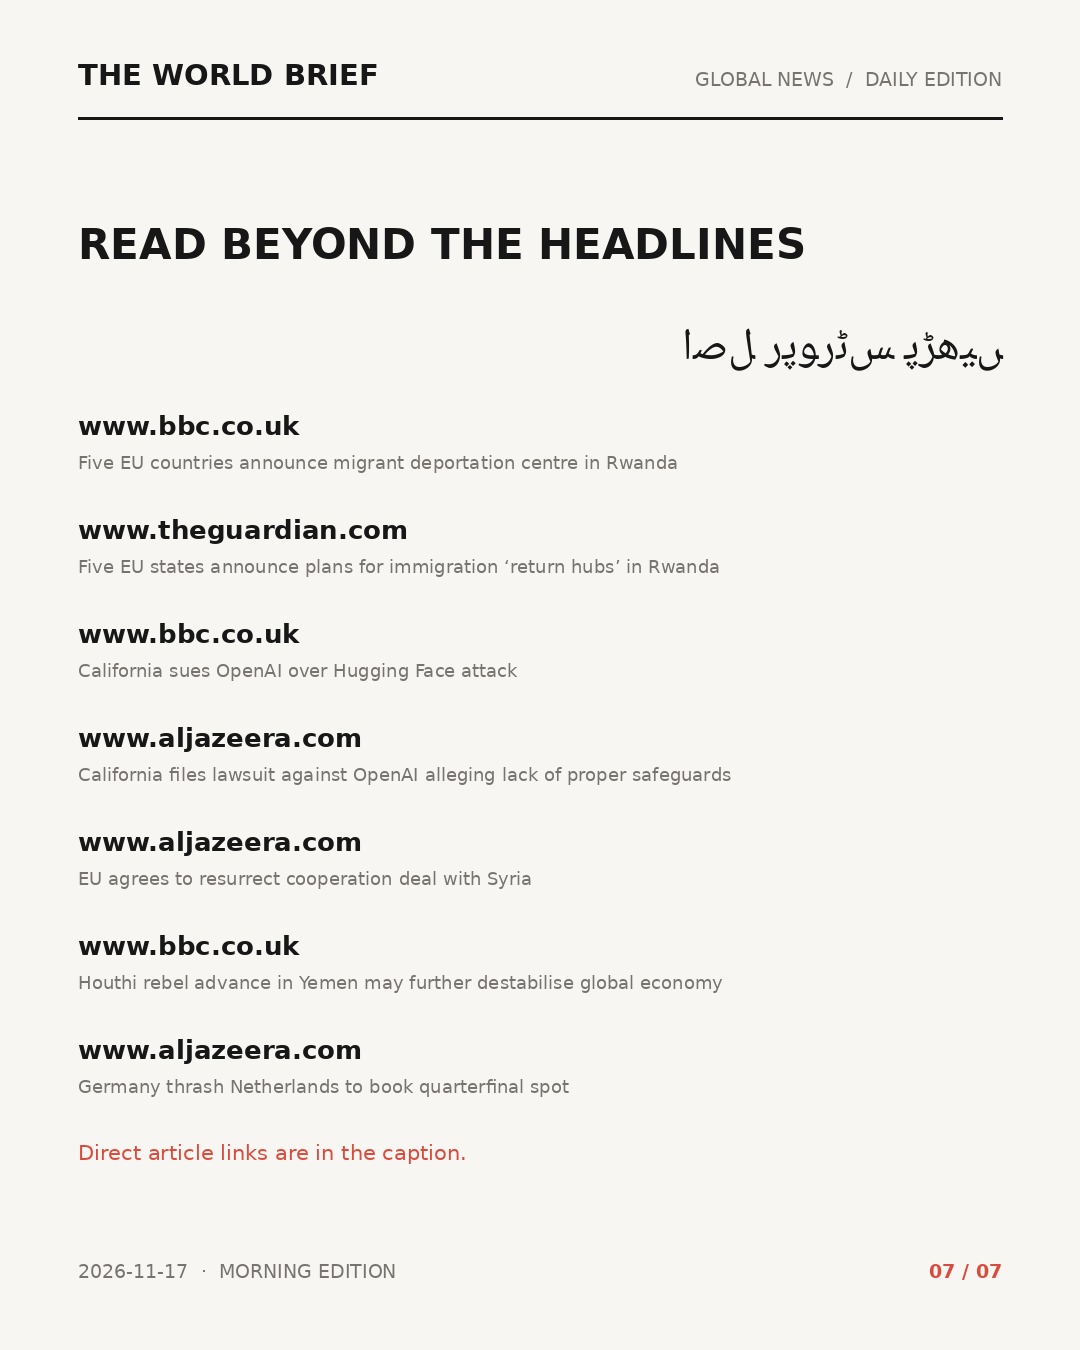 THE WORLD BRIEF
GLOBAL NEWS / DAILY EDITION
READ BEYOND THE HEADLINES
ںیھڑپ سٹروپر لصا
www.bbc.co.uk
Five EU countries announce migrant deportation centre in Rwanda
www.theguardian.com
Five EU states announce plans for immigration ‘return hubs’ in Rwanda
www.bbc.co.uk
California sues OpenAI over Hugging Face attack
www.aljazeera.com
California files lawsuit against OpenAI alleging lack of proper safeguards
www.aljazeera.com
EU agrees to resurrect cooperation deal with Syria
www.bbc.co.uk
Houthi rebel advance in Yemen may further destabilise global economy
www.aljazeera.com
Germany thrash Netherlands to book quarterfinal spot
Direct article links are in the caption.
2026-11-17 · MORNING EDITION
07 / 07